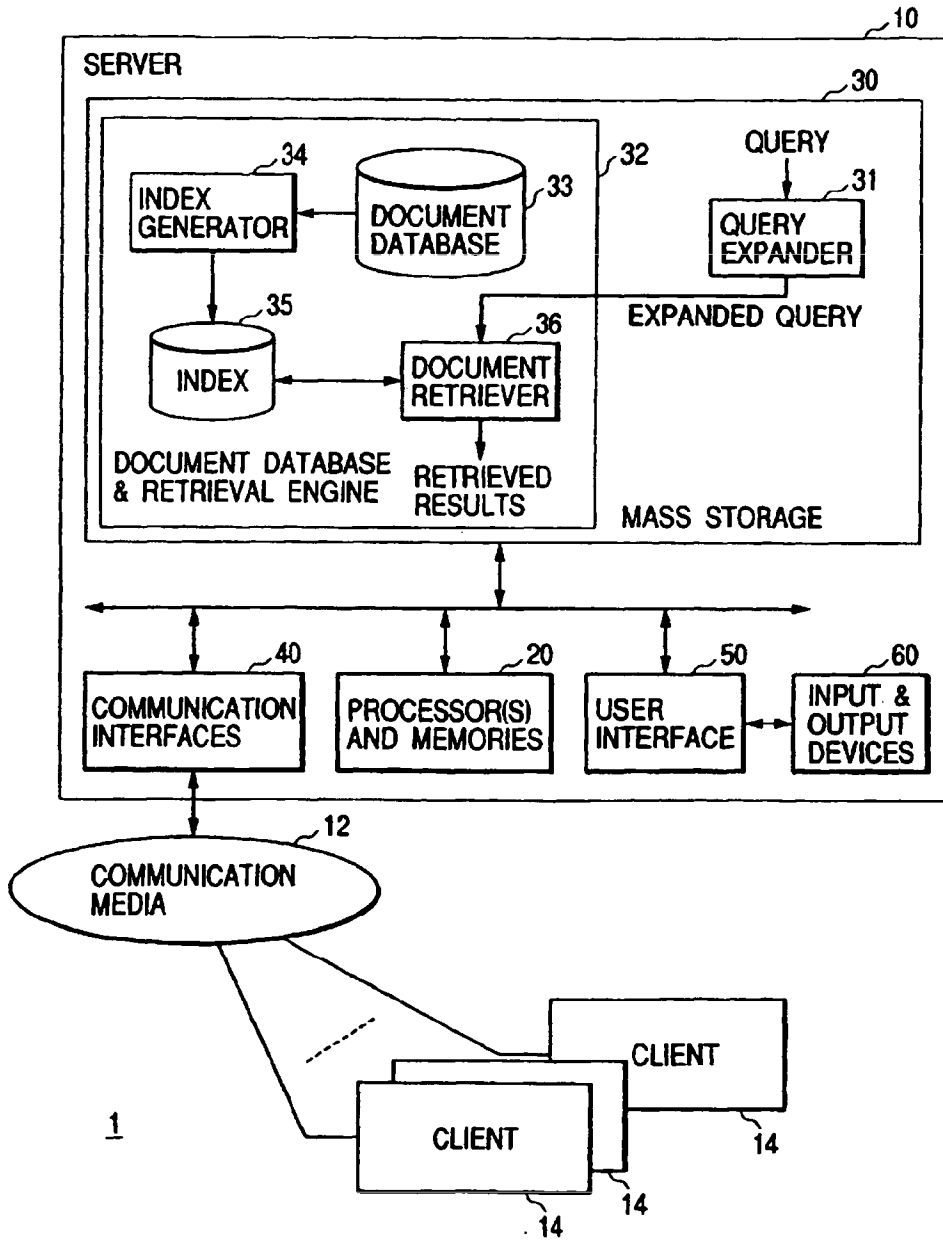 10
SERVER
30
34
32
QUERY
INDEX
GENERATOR
33
DOCUMENT
DATABASE
31
QUERY
EXPANDER
35
36
EXPANDED QUERY
INDEX
DOCUMENT
RETRIEVER
DOCUMENT DATABASE
& RETRIEVAL ENGINE
RETRIEVED
RESULTS
MASS STORAGE
40
20
50
60
COMMUNICATION
INTERFACES
PROCESSOR(S)
AND MEMORIES
USER
INTERFACE
INPUT &
OUTPUT
DEVICES
12
COMMUNICATION
MEDIA
CLIENT
1
CLIENT
14
14
14